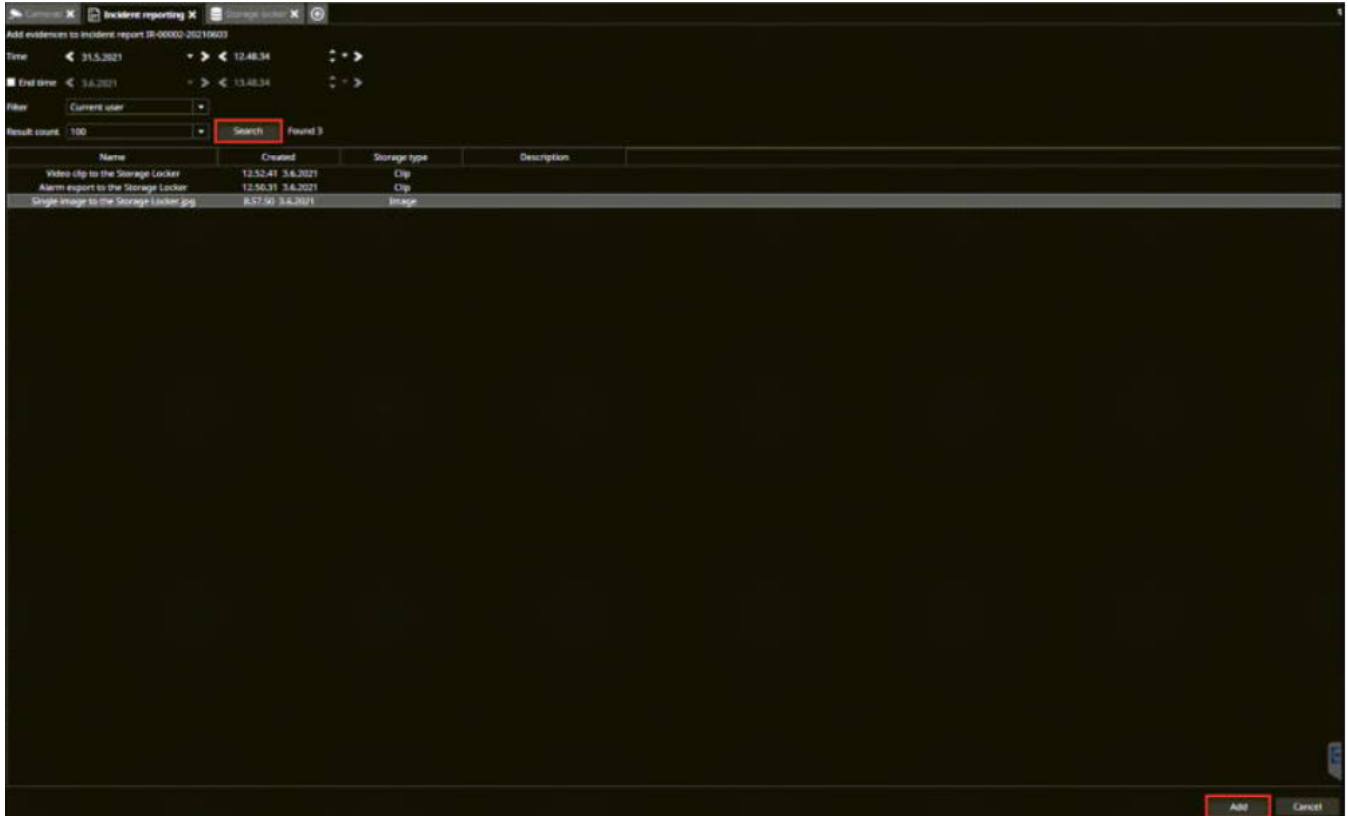 Cameras Incident reporting Storage locker
Add evidences to incident report IR-00002-20210603
Time 31.5.2021 12.48.34
End time 3.6.2021 13.48.34
Filter Current user
Result count 100 Search Found 3
Name Created Storage type Description
Video clip to the Storage Locker 12.52.41 3.6.2021 Clip
Alarm export to the Storage Locker 12.50.31 3.6.2021 Clip
Single image to the Storage Locker.jpg 8.57.50 3.6.2021 Image
Add Cancel